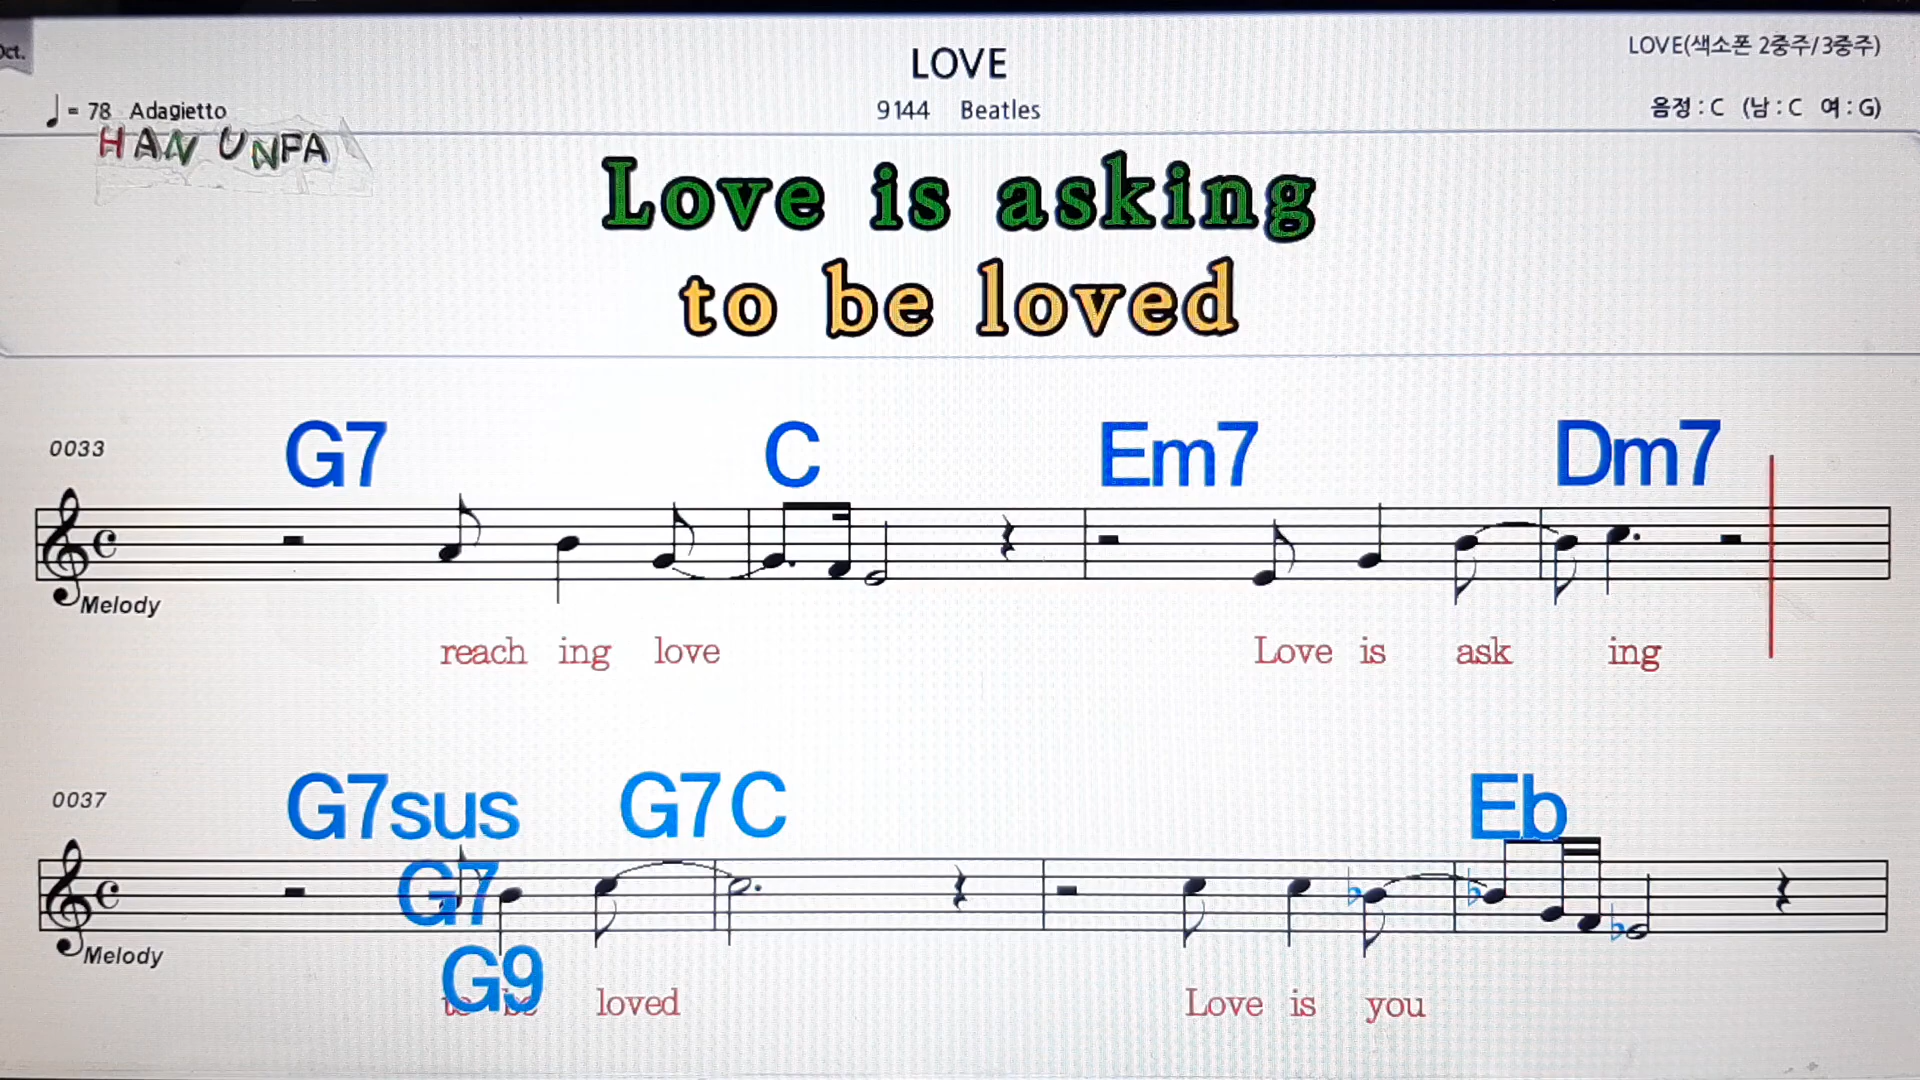 Oct.
LOVE
LOVE(색소폰 2중주/3중주)
♩ = 78 Adagietto
9144 Beatles
음정 : C (남 : C 여 : G)
HAN UNFA
Love is asking
to be loved
0033
G7 C Em7 Dm7
Melody
reach ing love Love is ask ing
0037
G7sus G7 C Eb
G7
Melody
G9
to be loved Love is you